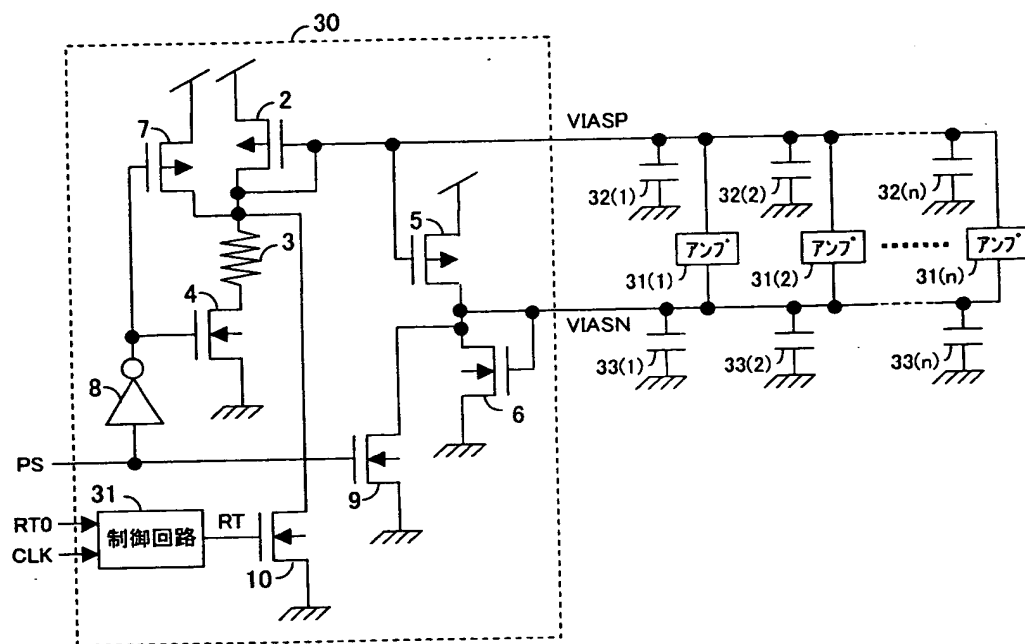 30
2
7
VIASP
32(1)
32(2)
32(n)
3
5
アンプ
アンプ
アンプ
4
31(1)
31(2)
31(n)
VIASN
8
33(1)
33(2)
33(n)
6
PS
9
31
RT0
制御回路
RT
CLK
10